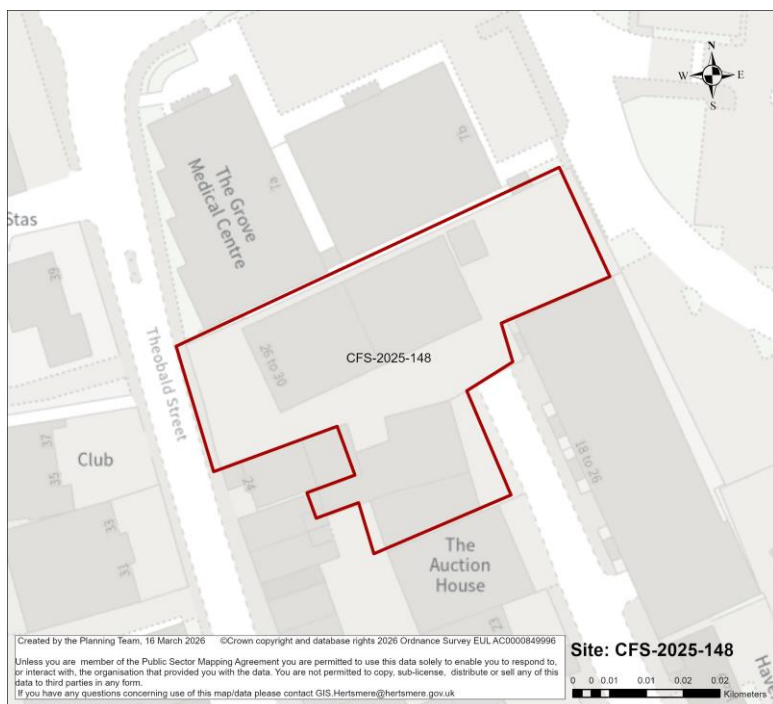 N
W E
S
7b
The Grove
Medical Centre
7a
Stas
39
Theobald Street
26 to 30
CFS-2025-148
37
Club
35
24
18 to 26
33
31
The
Auction
House
23
Have
Created by the Planning Team, 16 March 2026 ©Crown copyright and database rights 2026 Ordnance Survey EUL AC0000849996
Unless you are member of the Public Sector Mapping Agreement you are permitted to use this data solely to enable you to respond to,
or interact with, the organisation that provided you with the data. You are not permitted to copy, sub-license, distribute or sell any of this
data to third parties in any form.
If you have any questions concerning use of this map/data please contact GIS.Hertsmere@hertsmere.gov.uk
Site: CFS-2025-148
0 0 0.01 0.01 0.02 0.02
Kilometers